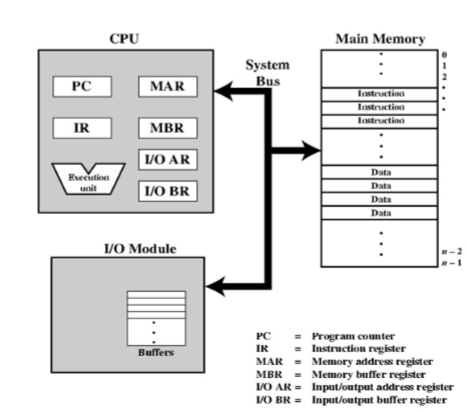 CPU
System
Bus
Main Memory
PC
MAR
IR
MBR
Execution
unit
I/O AR
I/O BR
0
1
2
Instruction
Instruction
Instruction
Data
Data
Data
Data
n – 2
n – 1
I/O Module
Buffers
PC = Program counter
IR = Instruction register
MAR = Memory address register
MBR = Memory buffer register
I/O AR = Input/output address register
I/O BR = Input/output buffer register